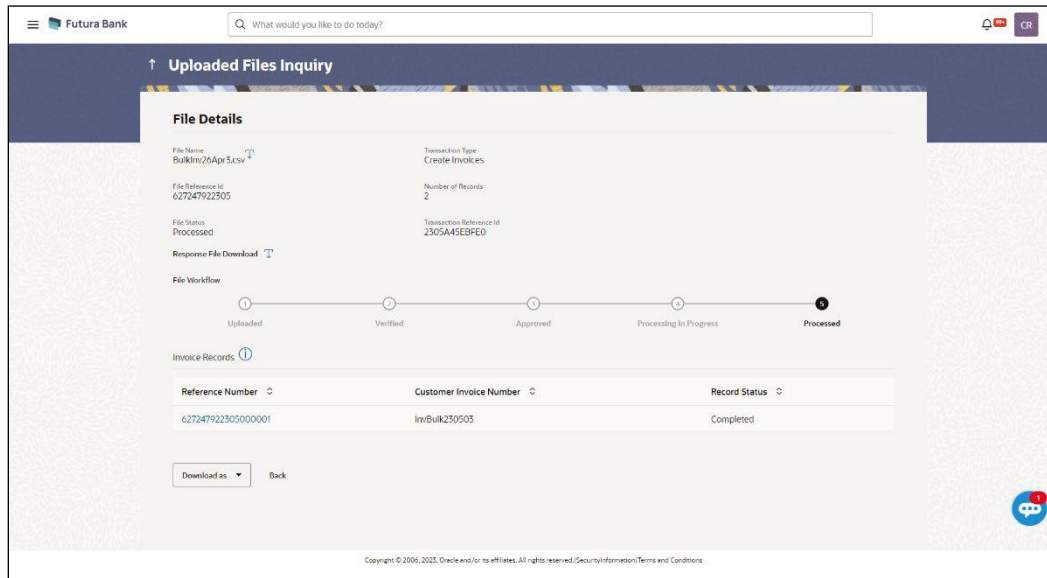 Futura Bank
What would you like to do today?
99+
CR
↑ Uploaded Files Inquiry
File Details
File Name
BulkInv26Apr3.csv
Transaction Type
Create Invoices
File Reference Id
627247922305
Number of Records
2
File Status
Processed
Transaction Reference Id
2305A45EBFE0
Response File Download
File Workflow
1
2
3
4
5
Uploaded
Verified
Approved
Processing In Progress
Processed
Invoice Records
Reference Number
Customer Invoice Number
Record Status
627247922305000001
InvBulk230503
Completed
Download as
Back
1
Copyright © 2006, 2023, Oracle and/or its affiliates. All rights reserved.|SecurityInformation|Terms and Conditions